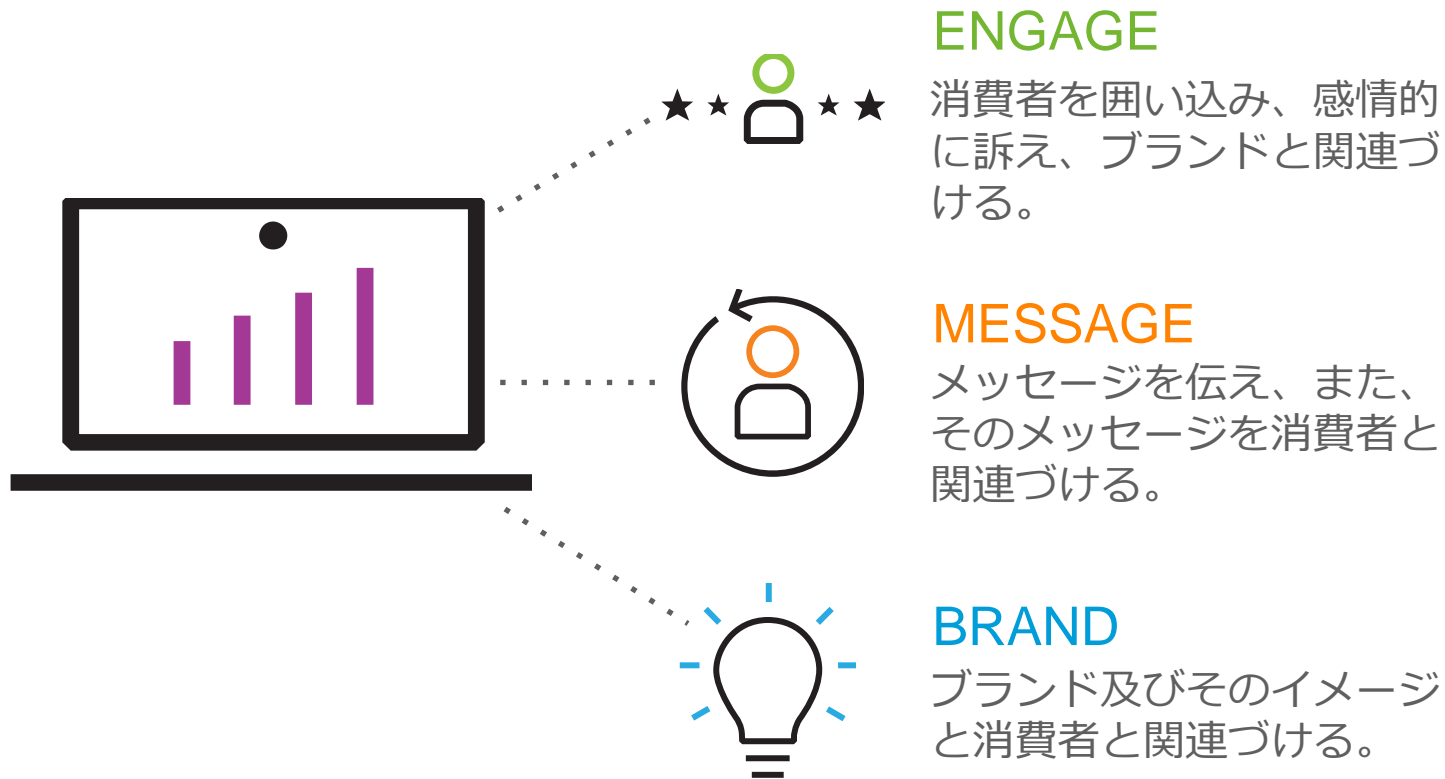 ENGAGE
消費者を囲い込み、感情的
に訴え、ブランドと関連づ
ける。
MESSAGE
メッセージを伝え、また、
そのメッセージを消費者と
関連づける。
BRAND
ブランド及びそのイメージ
と消費者と関連づける。